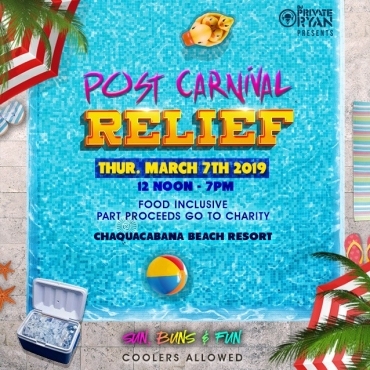 DJ PRIVATE
RYAN
PRESENTS
POST CARNIVAL
RELIEF
THUR. MARCH 7TH 2019
12 NOON - 7PM
FOOD INCLUSIVE
PART PROCEEDS GO TO CHARITY
CHAQUACABANA BEACH RESORT
SUN, BUNS & FUN
COOLERS ALLOWED